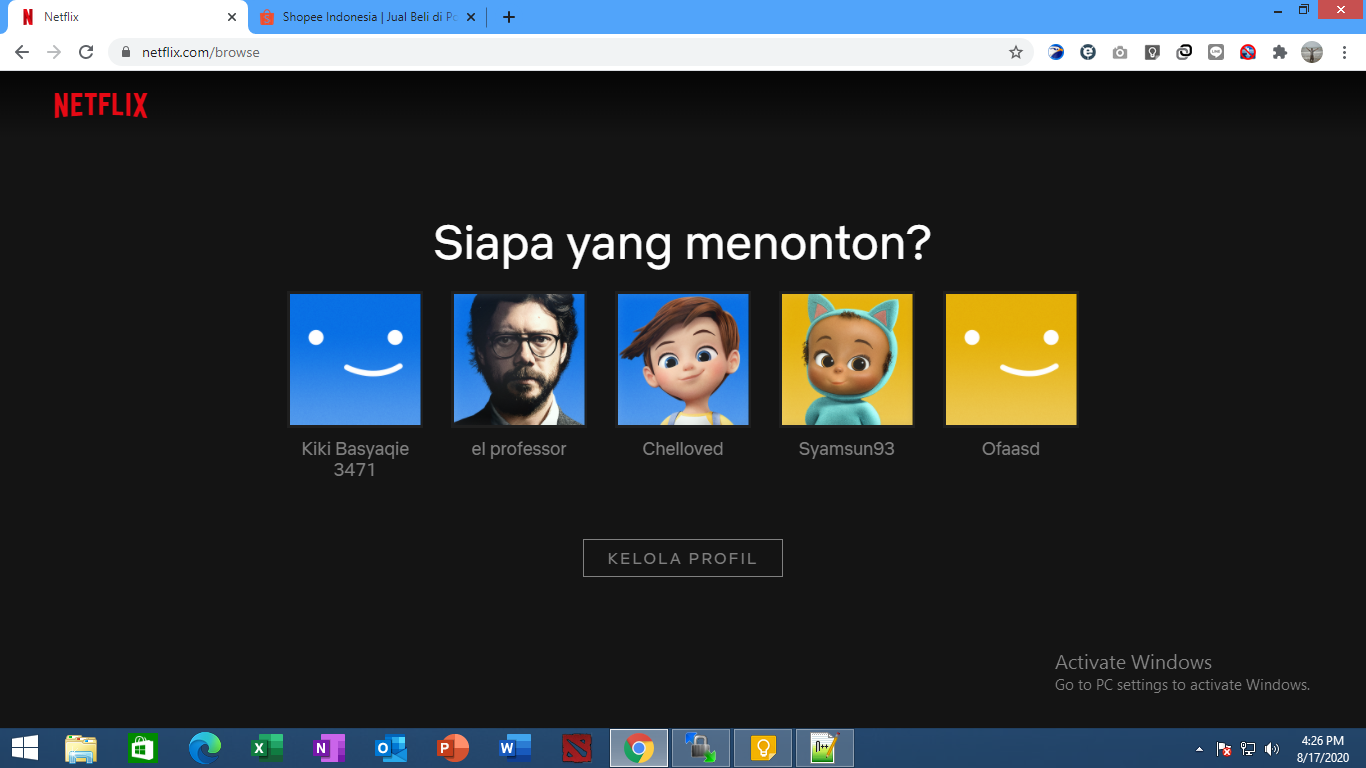 Netflix
Shopee Indonesia | Jual Beli di Po
netflix.com/browse
NETFLIX
Siapa yang menonton?
Kiki Basyaqie
3471
el professor
Chelloved
Syamsun93
Ofaasd
KELOLA PROFIL
Activate Windows
Go to PC settings to activate Windows.
4:26 PM
8/17/2020